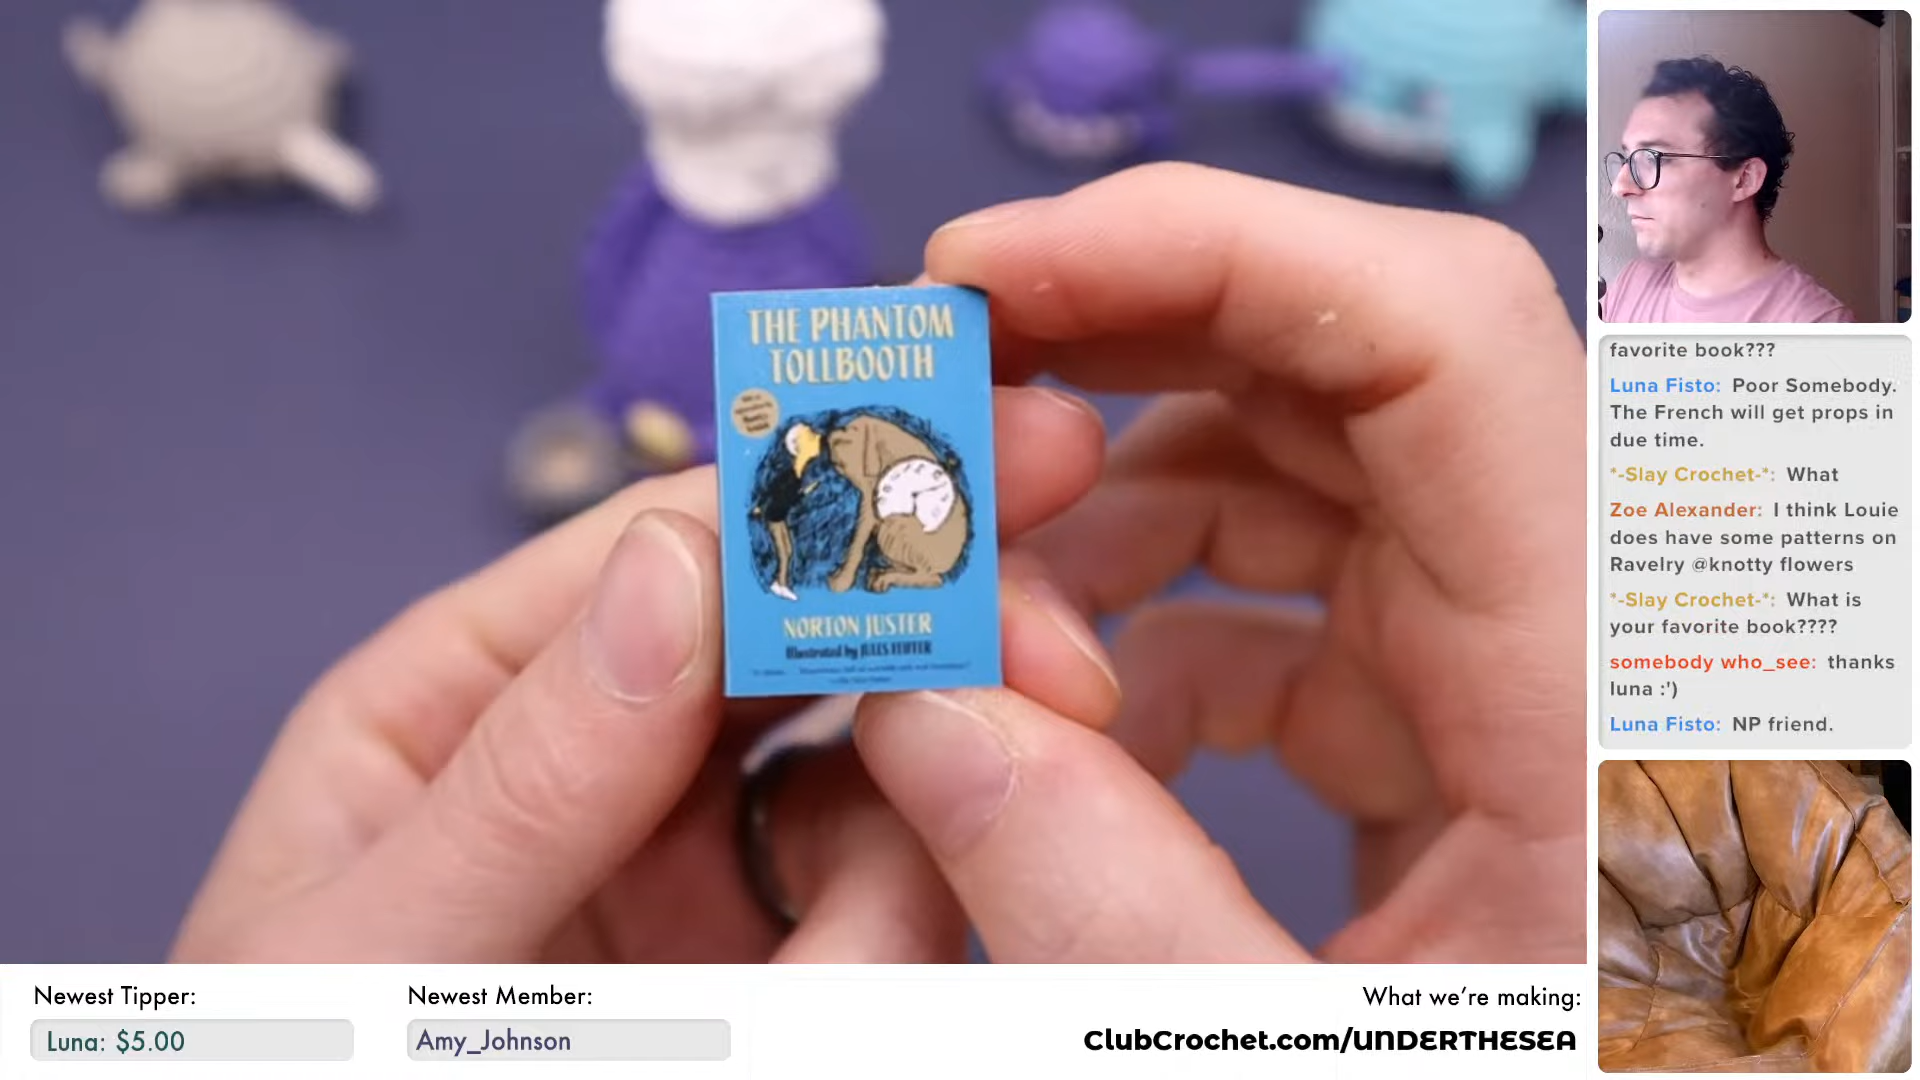 THE PHANTOM
TOLLBOOTH
NORTON JUSTER
Illustrated by JULES FEIFFER
favorite book???
Luna Fisto: Poor Somebody.
The French will get props in
due time.
*-Slay Crochet-*: What
Zoe Alexander: I think Louie
does have some patterns on
Ravelry @knotty flowers
*-Slay Crochet-*: What is
your favorite book????
somebody who_see: thanks
luna :')
Luna Fisto: NP friend.
Newest Tipper:
Luna: $5.00
Newest Member:
Amy_Johnson
What we're making:
ClubCrochet.com/UNDERTHESEA